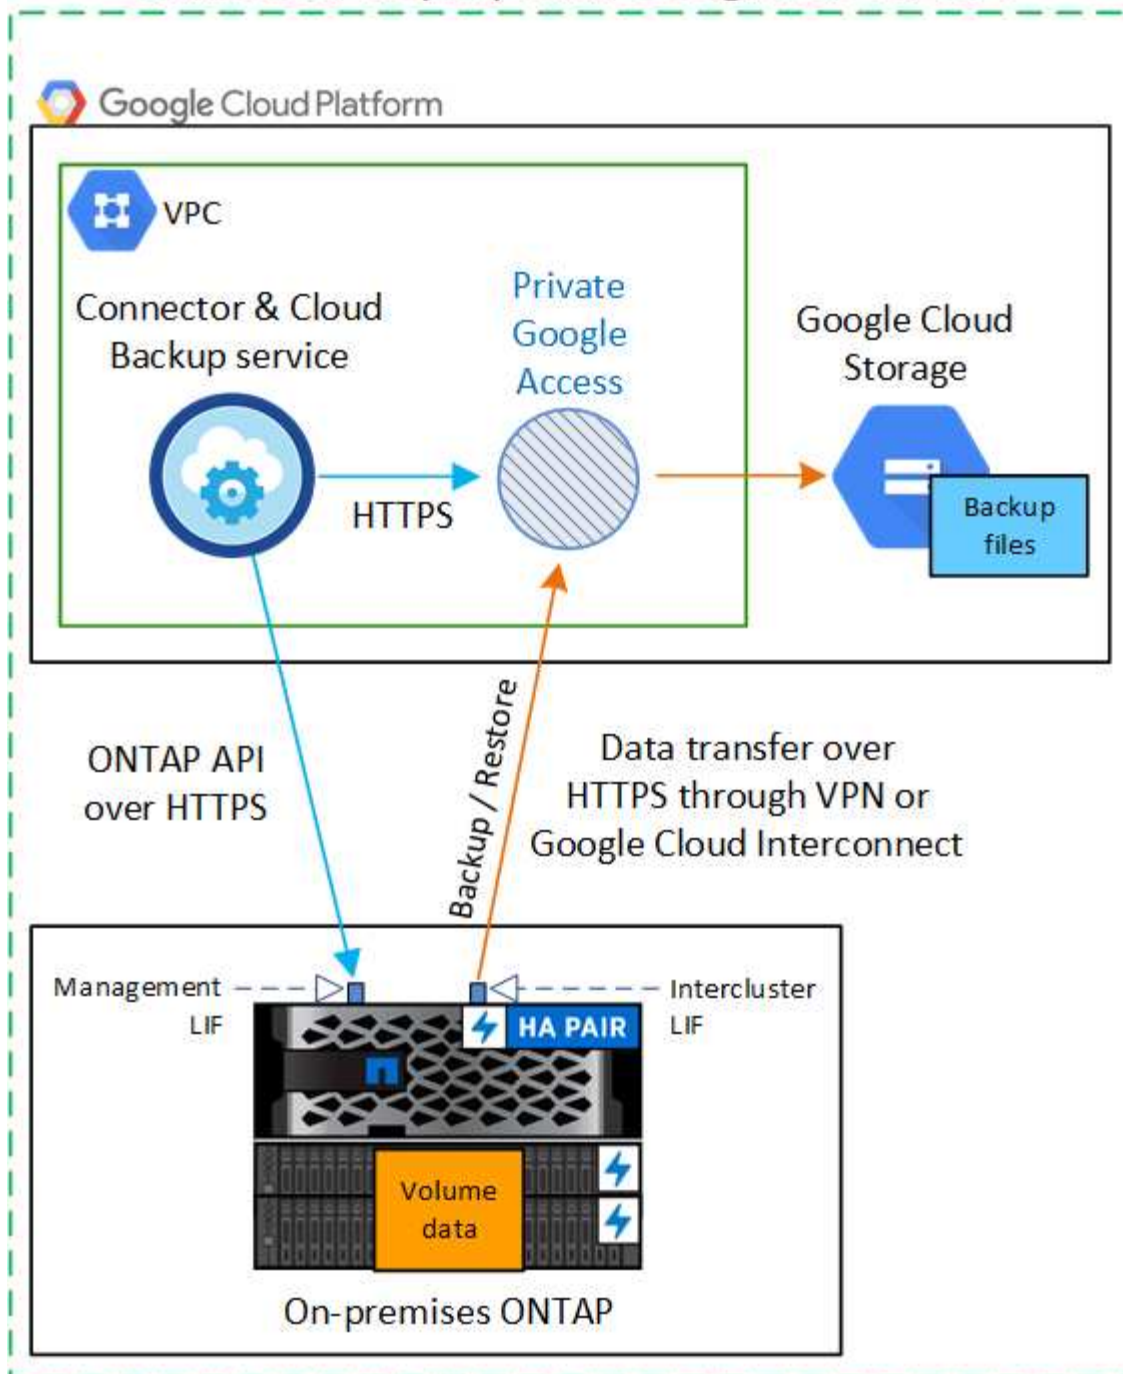 Google Cloud Platform
VPC
Connector & Cloud
Backup service
Private
Google
Access
Google Cloud
Storage
HTTPS
Backup
files
ONTAP API
over HTTPS
Backup / Restore
Data transfer over
HTTPS through VPN or
Google Cloud Interconnect
Management
LIF
Intercluster
LIF
HA PAIR
Volume
data
On-premises ONTAP